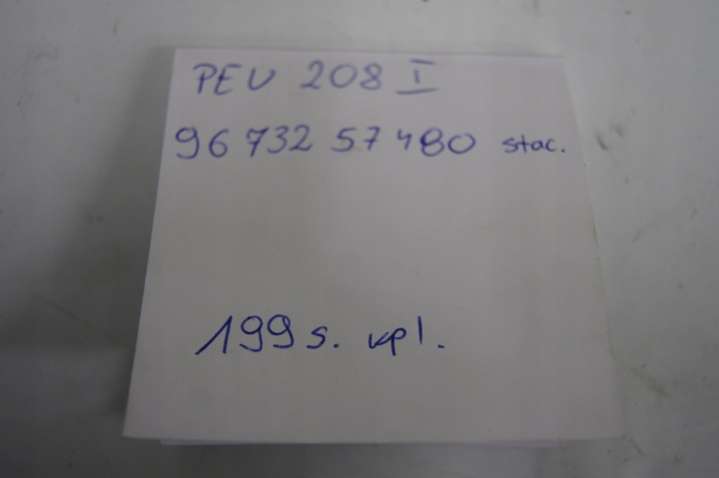 PEU 208 I
96 732 57 480 stac.
199 s. kpl.